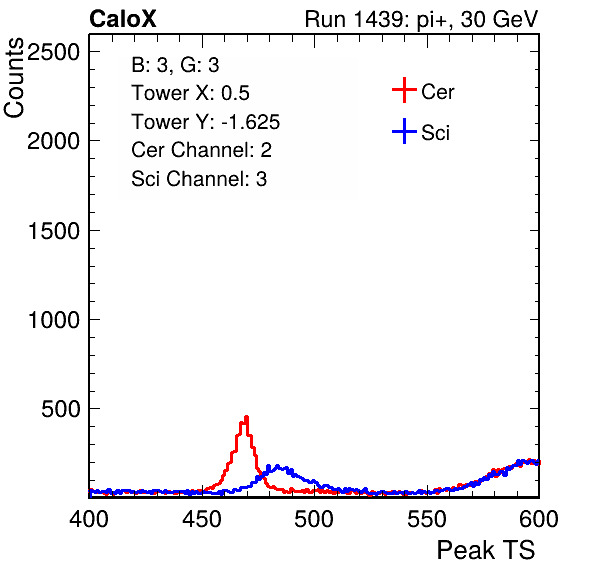 CaloX Run 1439: pi+, 30 GeV
Counts
B: 3, G: 3
Tower X: 0.5
Tower Y: -1.625
Cer Channel: 2
Sci Channel: 3
Cer
Sci
2500
2000
1500
1000
500
400 450 500 550 600
Peak TS